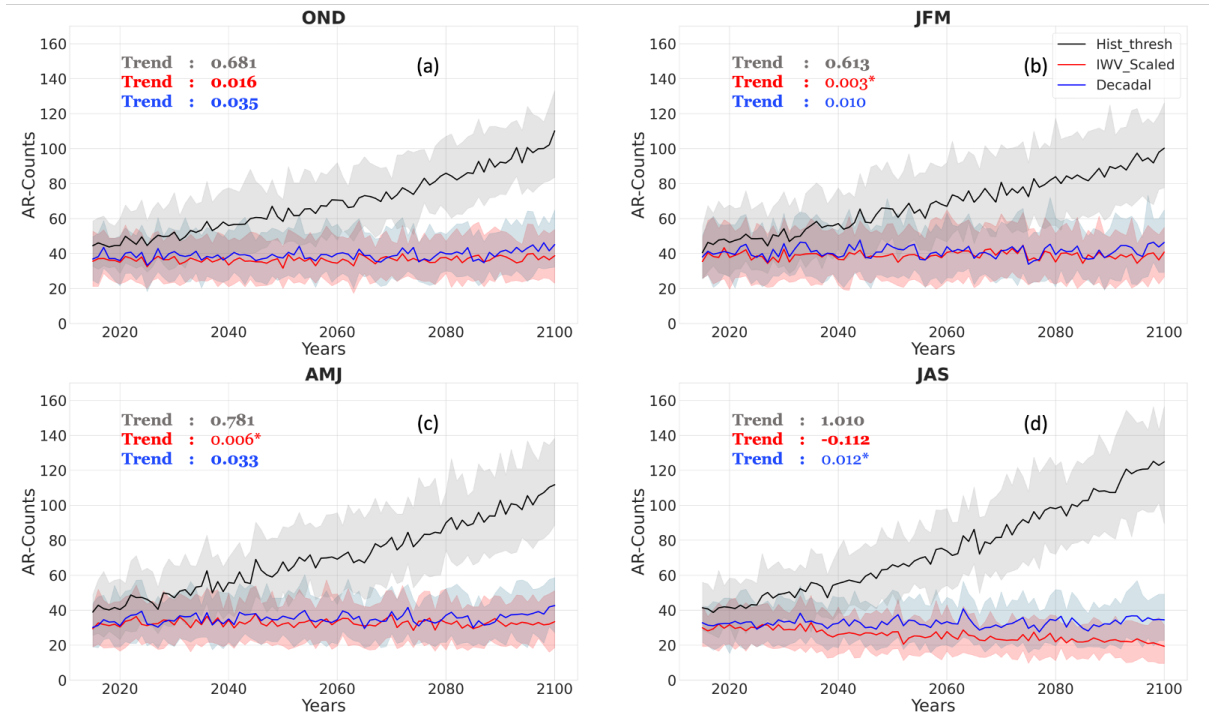 OND
160
140
120
100
80
60
40
20
0
AR-Counts
Trend : 0.681
Trend : 0.016
Trend : 0.035
(a)
2020 2040 2060 2080 2100
Years
JFM
160
140
120
100
80
60
40
20
0
AR-Counts
Trend : 0.613
Trend : 0.003*
Trend : 0.010
(b)
Hist_thresh
IWV_Scaled
Decadal
2020 2040 2060 2080 2100
Years
AMJ
160
140
120
100
80
60
40
20
0
AR-Counts
Trend : 0.781
Trend : 0.006*
Trend : 0.033
(c)
2020 2040 2060 2080 2100
Years
JAS
160
140
120
100
80
60
40
20
0
AR-Counts
Trend : 1.010
Trend : -0.112
Trend : 0.012*
(d)
2020 2040 2060 2080 2100
Years